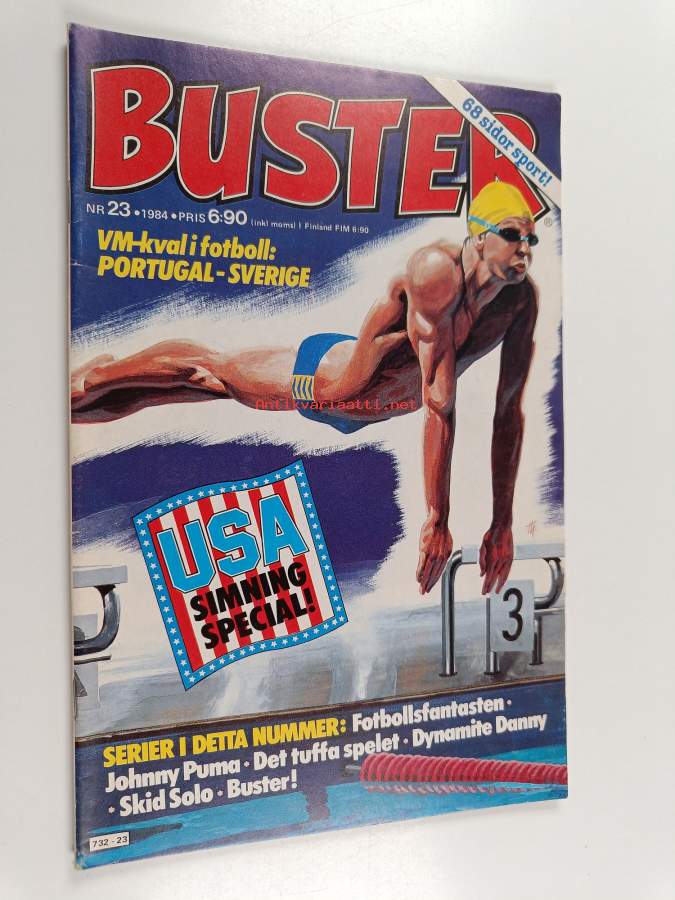 BUSTER
68 sidor sport!
®
NR 23 • 1984 • PRIS 6:90 (inkl moms) I Finland FIM 6:90
VM-kval i fotboll:
PORTUGAL - SVERIGE
Antikvariaatti.net
USA
SIMNING
SPECIAL!
3
SERIER I DETTA NUMMER: Fotbollsfantasten ·
Johnny Puma · Det tuffa spelet · Dynamite Danny
· Skid Solo · Buster!
732 - 23